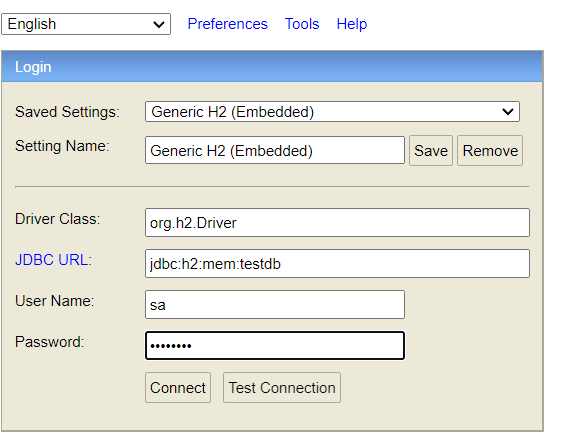 English Preferences Tools Help
Login
Saved Settings: Generic H2 (Embedded)
Setting Name: Generic H2 (Embedded) Save Remove
Driver Class: org.h2.Driver
JDBC URL: jdbc:h2:mem:testdb
User Name: sa
Password: ••••••••
Connect Test Connection